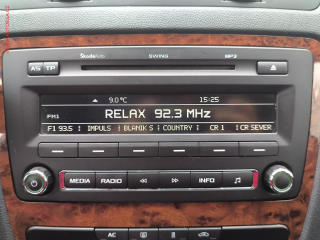 ŠkodaAuto SWING MP3
AS TP
9.0°C 15:25
FM1 RELAX 92.3 MHz
F1 93.5 IMPULS BLANIK S COUNTRY CR 1 CR SEVER
MEDIA RADIO INFO
AC